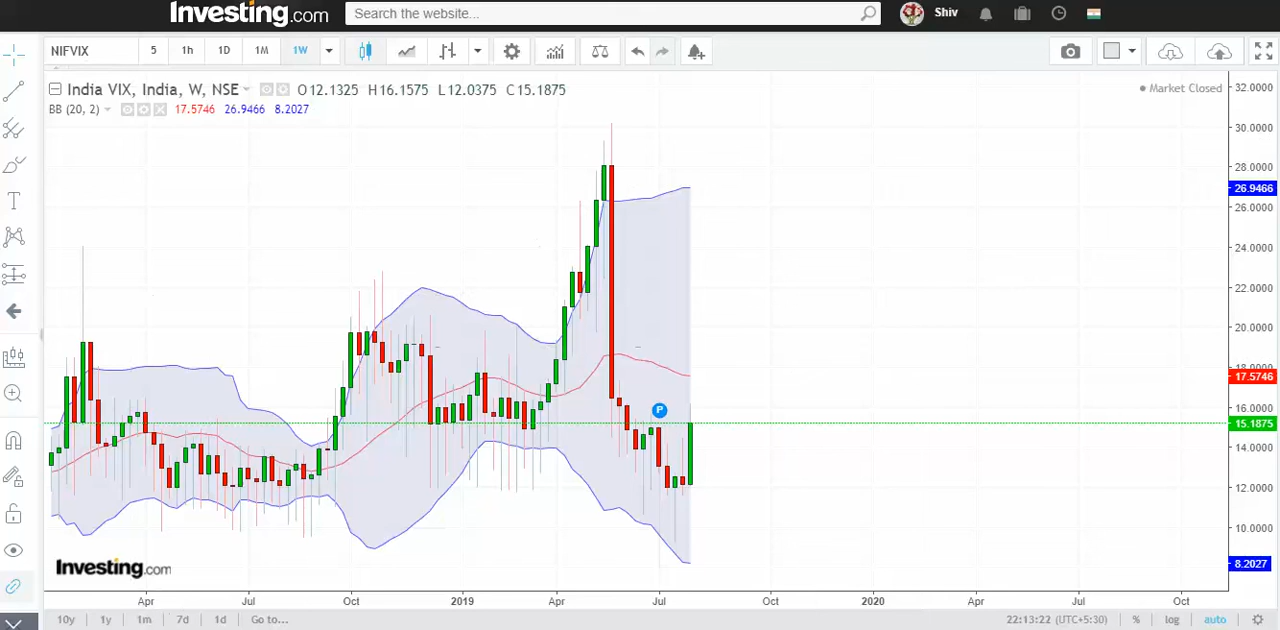 Investing.com Search the website... Shiv
NIFVIX 5 1h 1D 1M 1W
India VIX, India, W, NSE O12.1325 H16.1575 L12.0375 C15.1875
Market Closed
BB (20, 2) 17.5746 26.9466 8.2027
32.0000
30.0000
28.0000
26.9466
26.0000
24.0000
22.0000
20.0000
18.0000
17.5746
16.0000
P
15.1875
14.0000
12.0000
10.0000
8.2027
Investing.com
Apr Jul Oct 2019 Apr Jul Oct 2020 Apr Jul Oct
10y 1y 1m 7d 1d Go to... 22:13:22 (UTC+5:30) % log auto